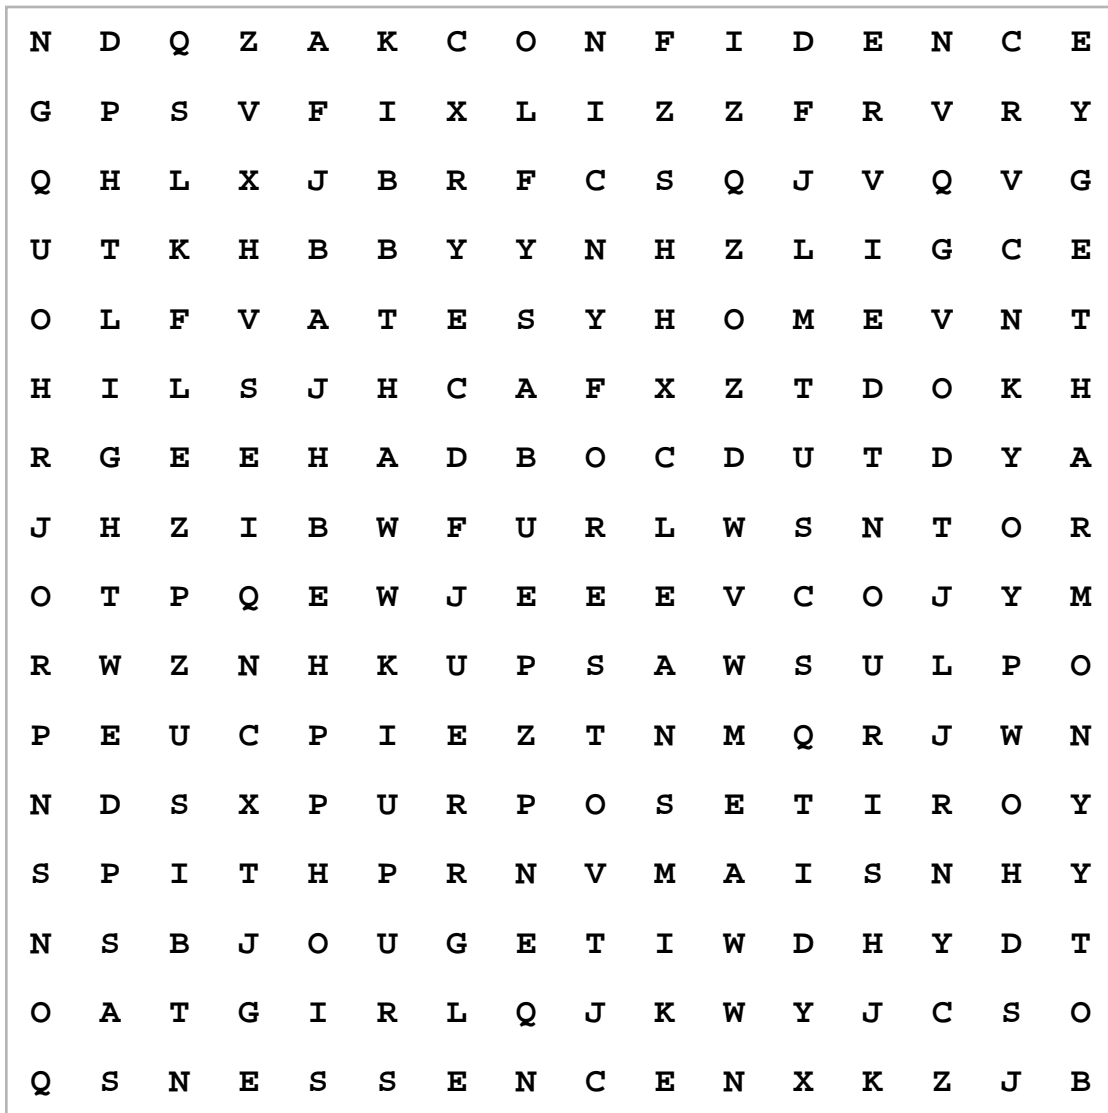 N D Q Z A K C O N F I D E N C E
G P S V F I X L I Z Z F R V R Y
Q H L X J B R F C S Q J V Q V G
U T K H B B Y Y N H Z L I G C E
O L F V A T E S Y H O M E V N T
H I L S J H C A F X Z T D O K H
R G E E H A D B O C D U T D Y A
J H Z I B W F U R L W S N T O R
O T P Q E W J E E E V C O J Y M
R W Z N H K U P S A W S U L P O
P E U C P I E Z T N M Q R J W N
N D S X P U R P O S E T I R O Y
S P I T H P R N V M A I S N H Y
N S B J O U G E T I W D H Y D T
O A T G I R L Q J K W Y J C S O
Q S N E S S E N C E N X K Z J B